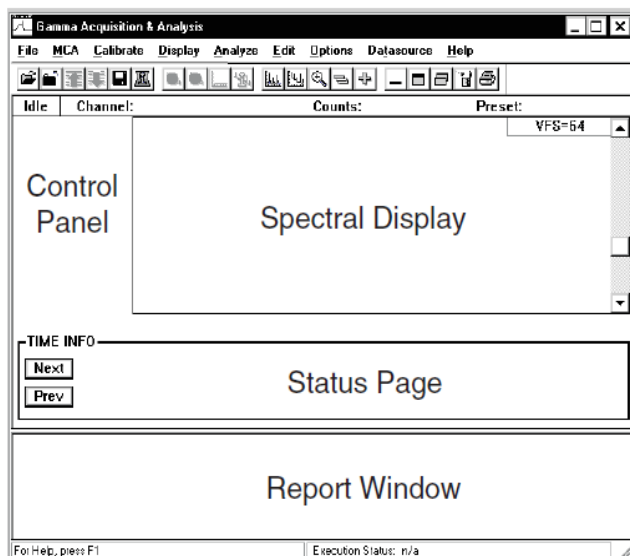 Gamma Acquisition & Analysis
File MCA Calibrate Display Analyze Edit Options Datasource Help
Idle Channel: Counts: Preset:
VFS=64
Control
Panel
Spectral Display
TIME INFO
Next
Prev
Status Page
Report Window
For Help, press F1 Execution Status: n/a